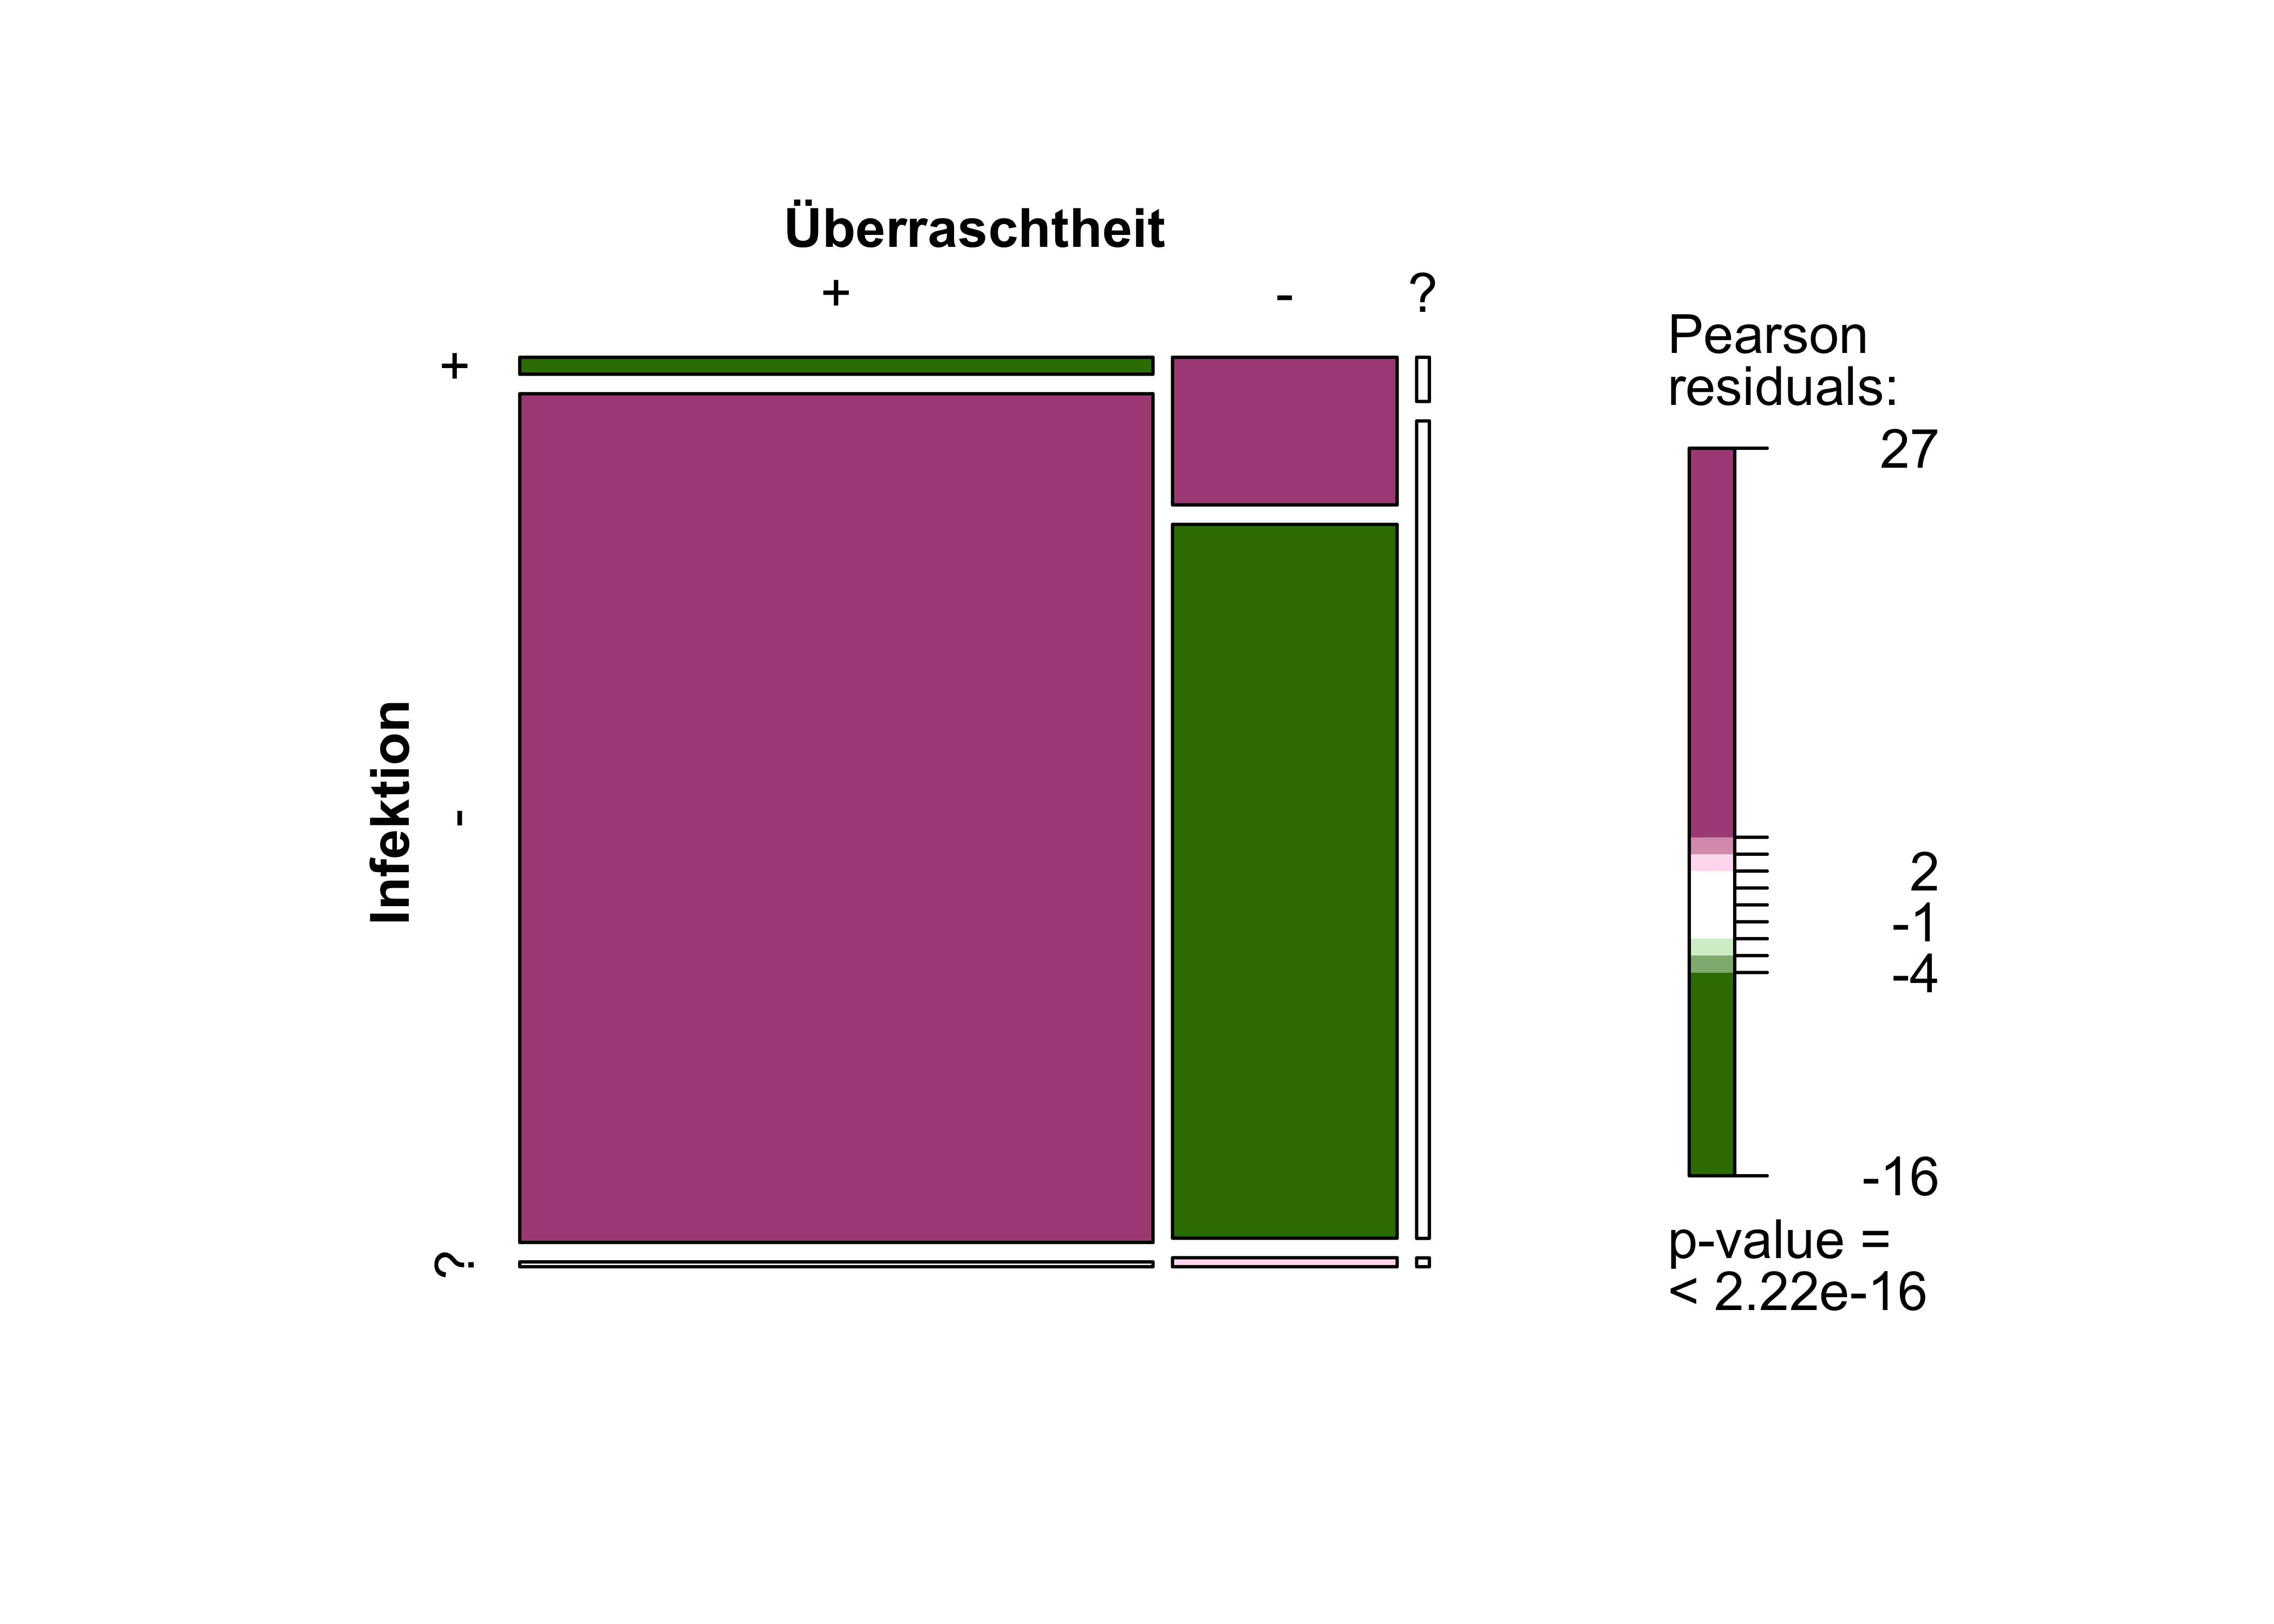 Überraschtheit
+ - ?
+
-
?
Infektion
Pearson
residuals:
27
2
-1
-4
-16
p-value =
< 2.22e-16